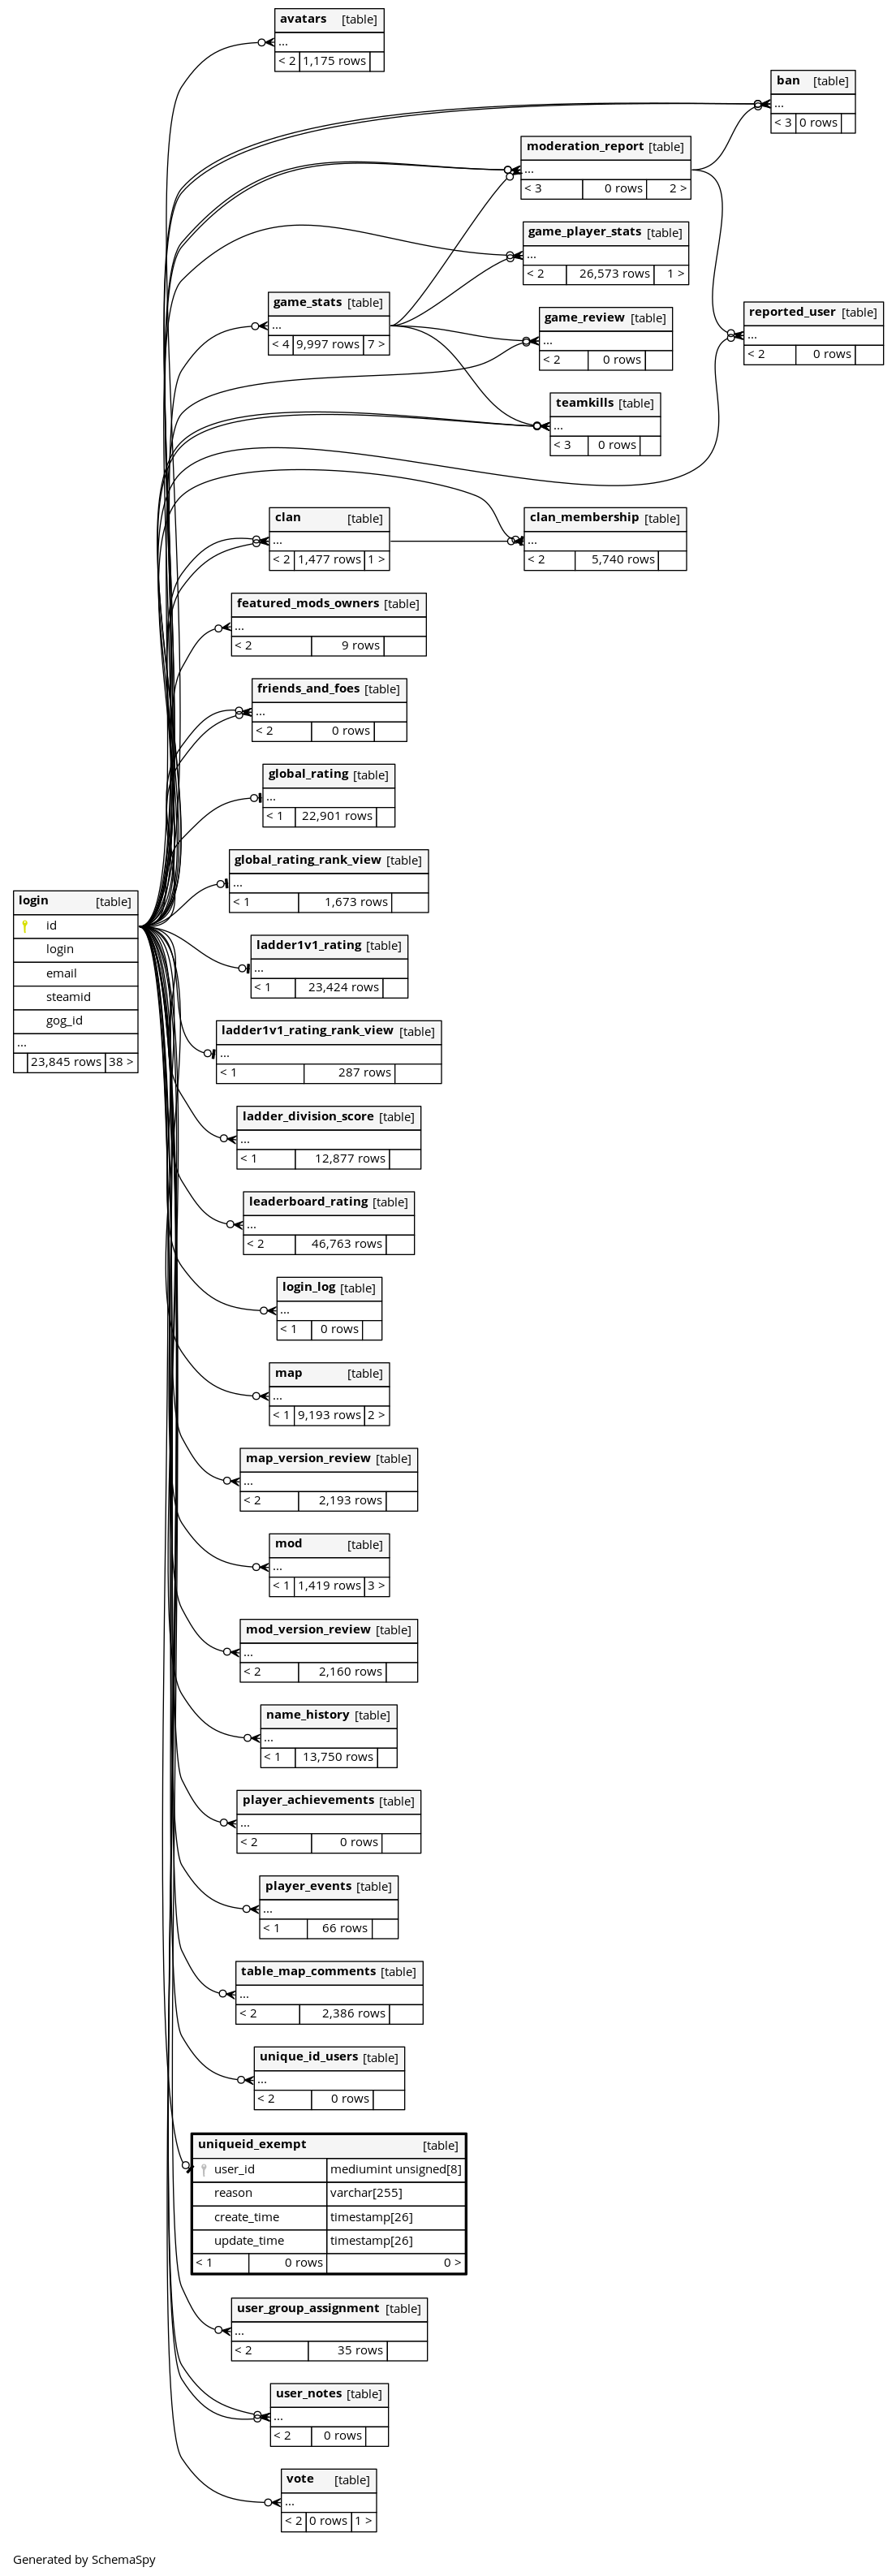 avatars [table]
...
< 2 1,175 rows
ban [table]
...
< 3 0 rows
moderation_report [table]
...
< 3 0 rows 2 >
game_player_stats [table]
...
< 2 26,573 rows 1 >
game_stats [table]
...
< 4 9,997 rows 7 >
reported_user [table]
...
< 2 0 rows
game_review [table]
...
< 2 0 rows
teamkills [table]
...
< 3 0 rows
clan [table]
...
< 2 1,477 rows 1 >
clan_membership [table]
...
< 2 5,740 rows
featured_mods_owners [table]
...
< 2 9 rows
friends_and_foes [table]
...
< 2 0 rows
global_rating [table]
...
< 1 22,901 rows
global_rating_rank_view [table]
...
< 1 1,673 rows
login [table]
id
login
email
steamid
gog_id
...
23,845 rows 38 >
ladder1v1_rating [table]
...
< 1 23,424 rows
ladder1v1_rating_rank_view [table]
...
< 1 287 rows
ladder_division_score [table]
...
< 1 12,877 rows
leaderboard_rating [table]
...
< 2 46,763 rows
login_log [table]
...
< 1 0 rows
map [table]
...
< 1 9,193 rows 2 >
map_version_review [table]
...
< 2 2,193 rows
mod [table]
...
< 1 1,419 rows 3 >
mod_version_review [table]
...
< 2 2,160 rows
name_history [table]
...
< 1 13,750 rows
player_achievements [table]
...
< 2 0 rows
player_events [table]
...
< 1 66 rows
table_map_comments [table]
...
< 2 2,386 rows
unique_id_users [table]
...
< 2 0 rows
uniqueid_exempt [table]
user_id mediumint unsigned[8]
reason varchar[255]
create_time timestamp[26]
update_time timestamp[26]
< 1 0 rows 0 >
user_group_assignment [table]
...
< 2 35 rows
user_notes [table]
...
< 2 0 rows
vote [table]
...
< 2 0 rows 1 >
Generated by SchemaSpy